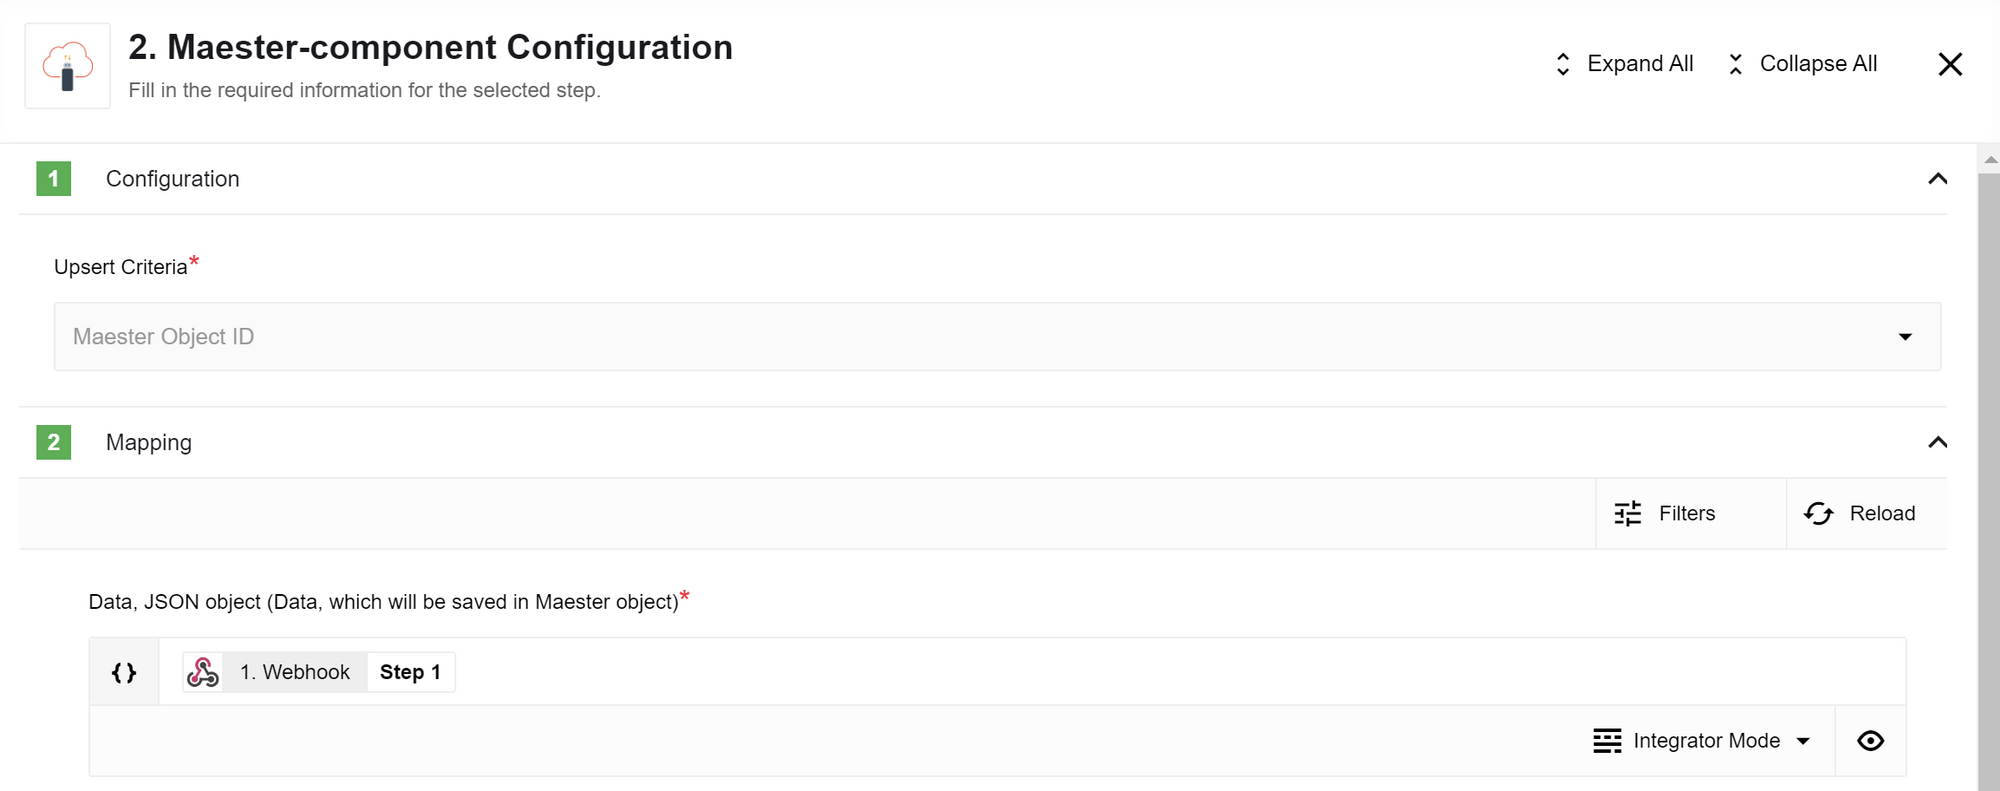 2. Maester-component Configuration
Fill in the required information for the selected step.
Expand All
Collapse All
1 Configuration
Upsert Criteria*
Maester Object ID
2 Mapping
Filters
Reload
Data, JSON object (Data, which will be saved in Maester object)*
{} 1. Webhook Step 1
Integrator Mode